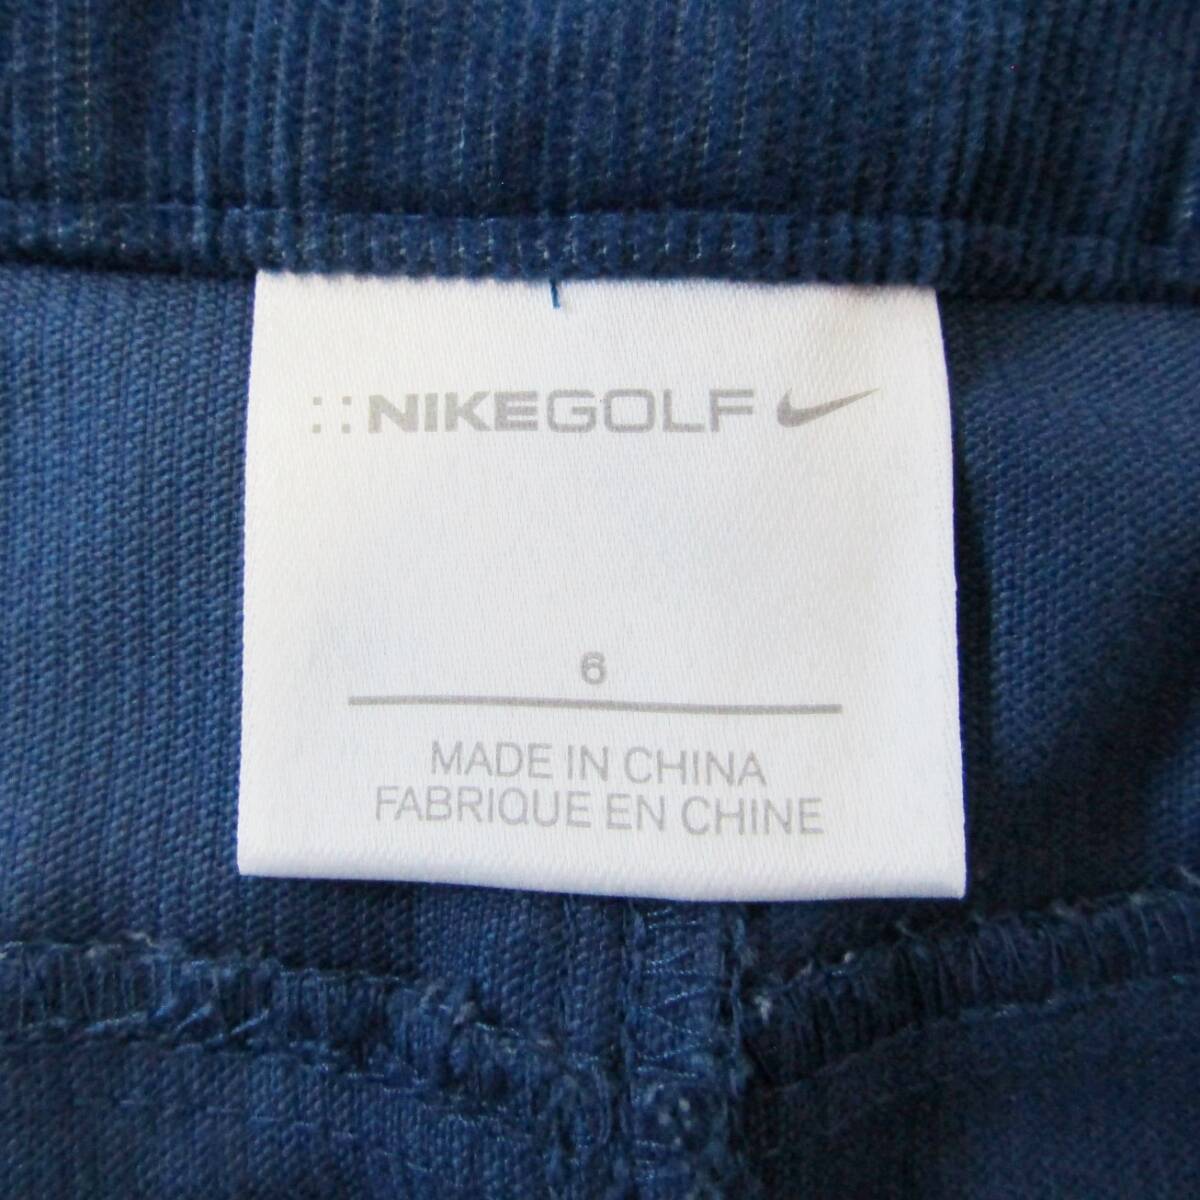 ::NIKEGOLF
6
MADE IN CHINA
FABRIQUE EN CHINE